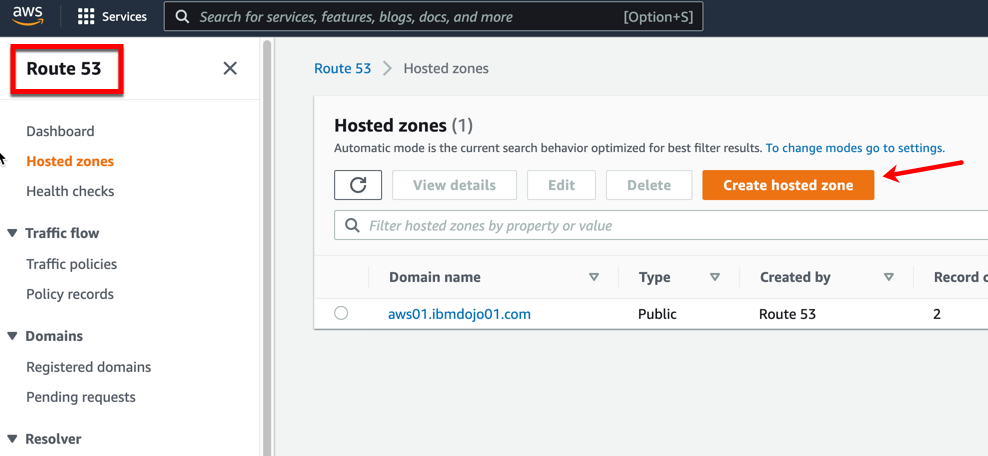 aws
Services
Search for services, features, blogs, docs, and more
[Option+S]
Route 53
Dashboard
Hosted zones
Health checks
Traffic flow
Traffic policies
Policy records
Domains
Registered domains
Pending requests
Resolver
Route 53 > Hosted zones
Hosted zones (1)
Automatic mode is the current search behavior optimized for best filter results. To change modes go to settings.
View details
Edit
Delete
Create hosted zone
Filter hosted zones by property or value
Domain name
Type
Created by
Record
aws01.ibmdojo01.com
Public
Route 53
2